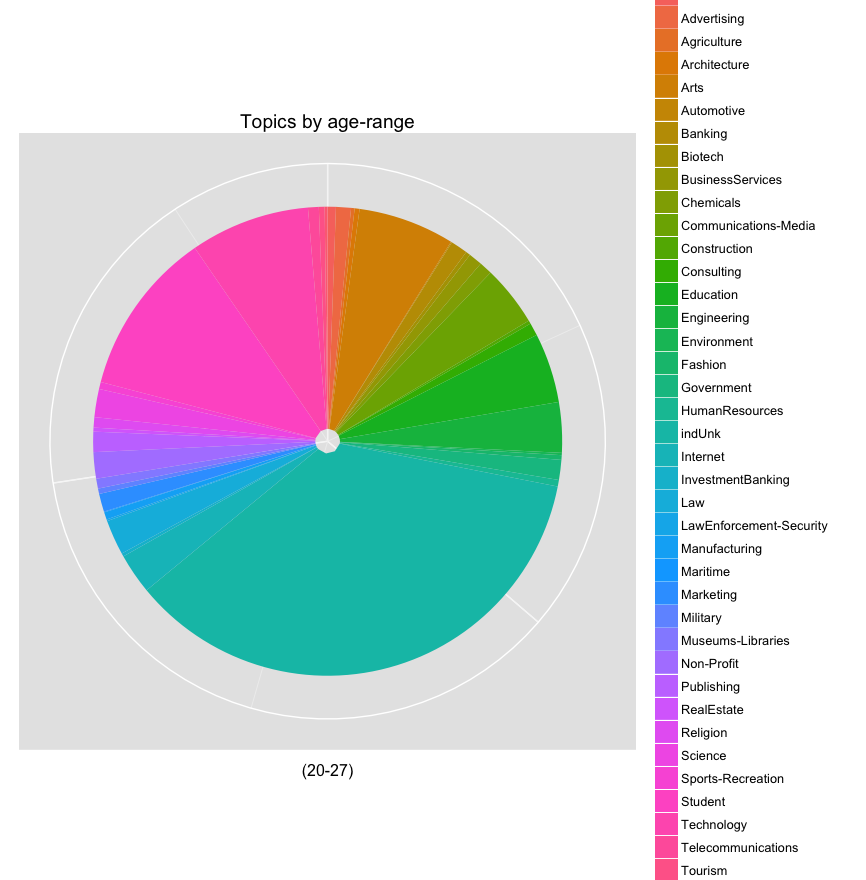 Topics by age-range
(20-27)
Advertising
Agriculture
Architecture
Arts
Automotive
Banking
Biotech
BusinessServices
Chemicals
Communications-Media
Construction
Consulting
Education
Engineering
Environment
Fashion
Government
HumanResources
indUnk
Internet
InvestmentBanking
Law
LawEnforcement-Security
Manufacturing
Maritime
Marketing
Military
Museums-Libraries
Non-Profit
Publishing
RealEstate
Religion
Science
Sports-Recreation
Student
Technology
Telecommunications
Tourism